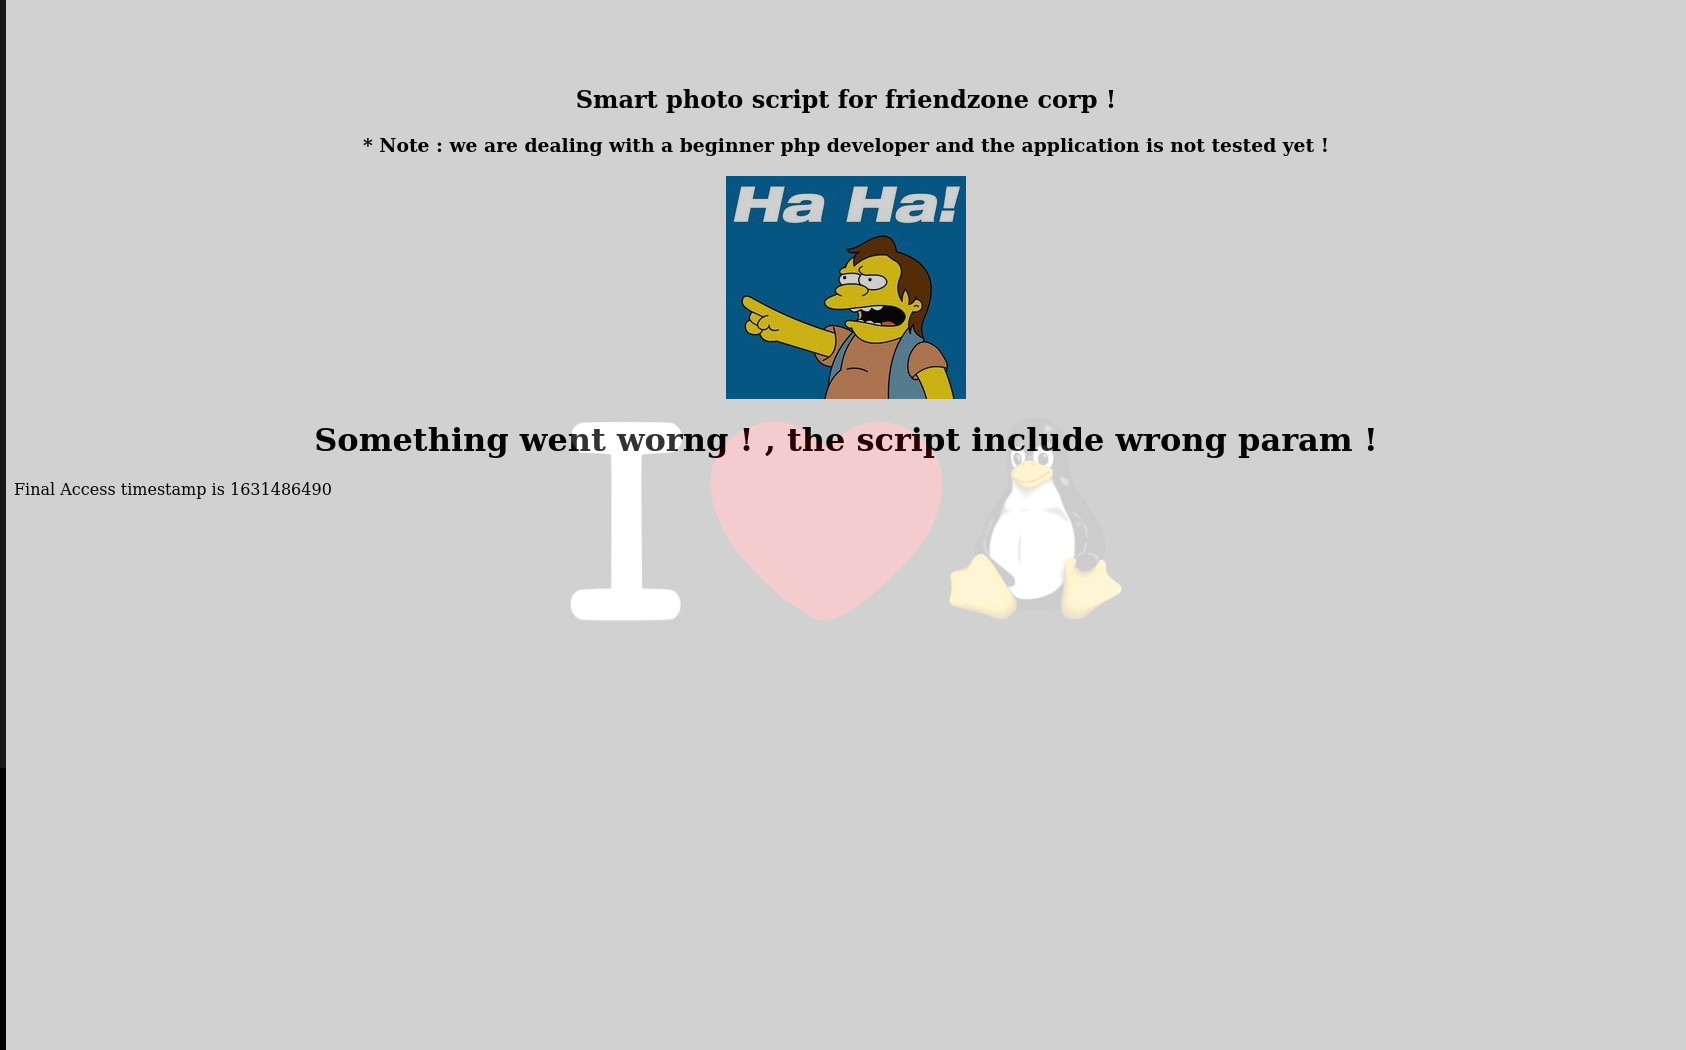 Smart photo script for friendzone corp !
* Note : we are dealing with a beginner php developer and the application is not tested yet !
Ha Ha!
Something went worng ! , the script include wrong param !
Final Access timestamp is 1631486490
I